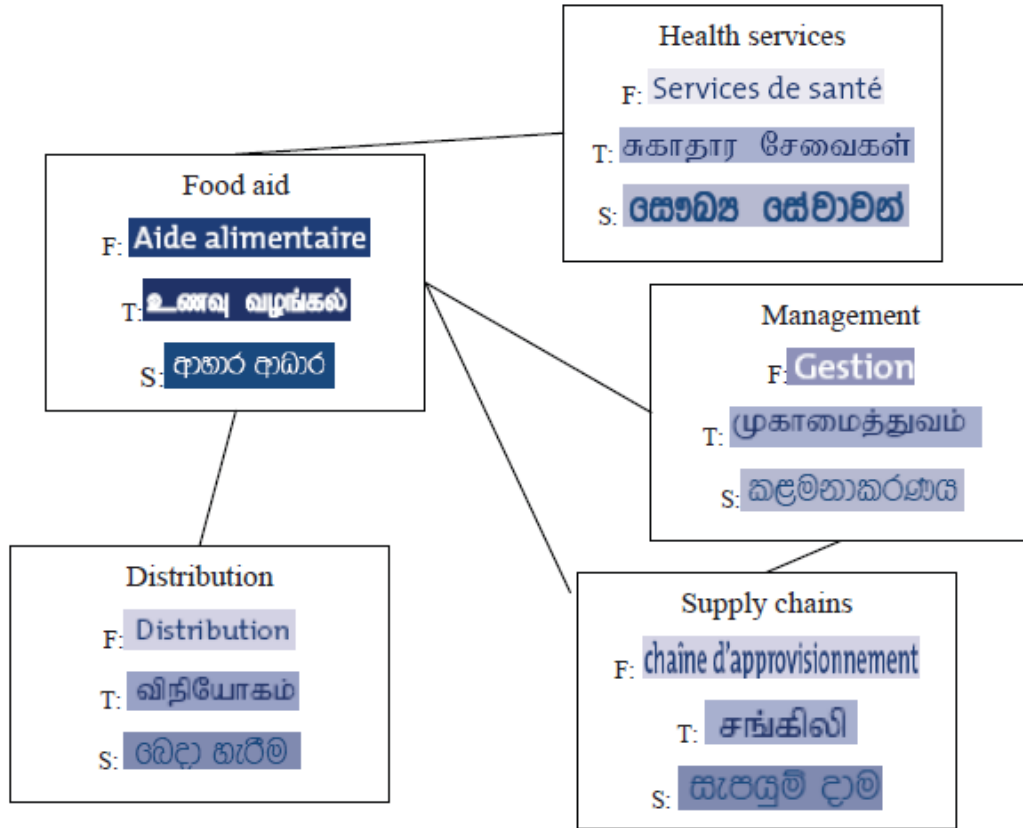 Health services
F: Services de santé
T: சுகாதார சேவைகள்
S: සෞඛ්‍ය සේවාවන්
Food aid
F: Aide alimentaire
T: உணவு வழங்கல்
S: ආහාර ආධාර
Management
F: Gestion
T: முகாமைத்துவம்
S: කළමනාකරණය
Distribution
F: Distribution
T: விநியோகம்
S: බෙදා හැරීම
Supply chains
F: chaîne d'approvisionnement
T: சங்கிலி
S: සැපයුම් දාම